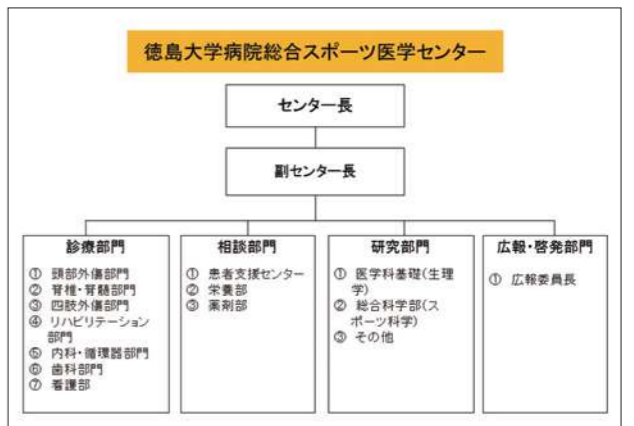 徳島大学病院総合スポーツ医学センター
センター長
副センター長
診療部門
① 頭部外傷部門
② 脊椎・脊髄部門
③ 四肢外傷部門
④ リハビリテーション
部門
⑤ 内科・循環器部門
⑥ 歯科部門
⑦ 看護部
相談部門
① 患者支援センター
② 栄養部
③ 薬剤部
研究部門
① 医学科基礎(生理
学)
② 総合科学部(ス
ポーツ科学)
③ その他
広報・啓発部門
① 広報委員長